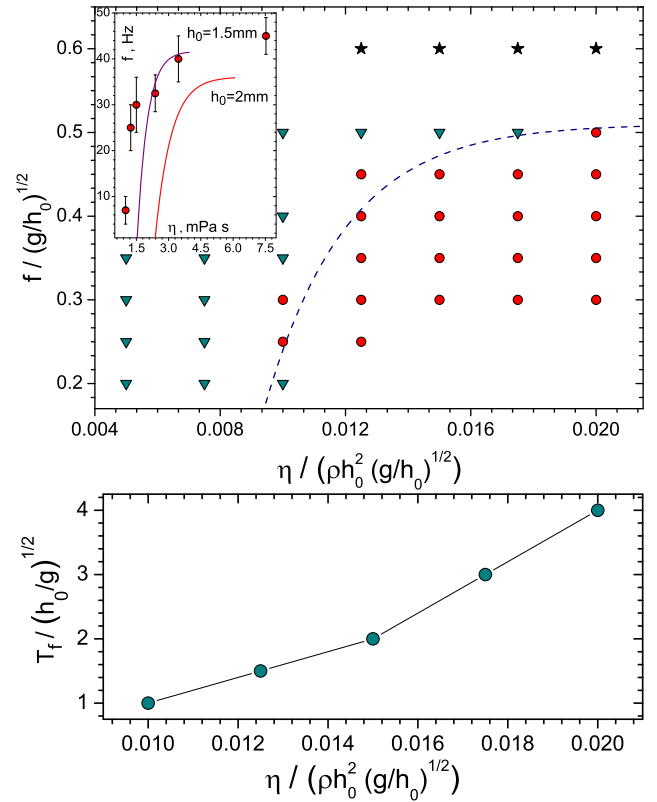 50
40
30
20
10
f , Hz
h₀=1.5mm
h₀=2mm
1.5 3.0 4.5 6.0 7.5
η , mPa s
0.6
0.5
0.4
0.3
0.2
f / (g/h₀)^1/2
0.004 0.008 0.012 0.016 0.020
η / (ρh₀² (g/h₀)^1/2)
4
3
2
1
T_f / (h₀/g)^1/2
0.010 0.012 0.014 0.016 0.018 0.020
η / (ρh₀² (g/h₀)^1/2)